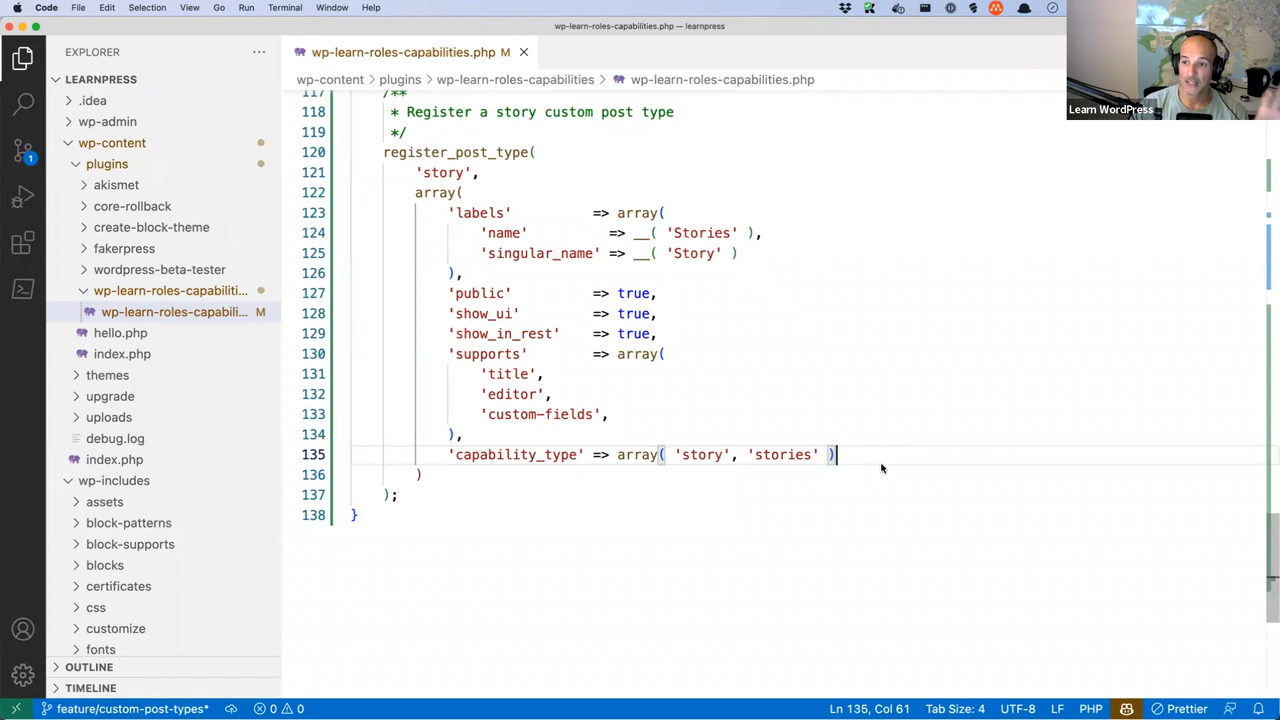 Code File Edit Selection View Go Run Terminal Window Help
wp-learn-roles-capabilities.php — learnpress
EXPLORER
wp-learn-roles-capabilities.php M
LEARNPRESS
wp-content > plugins > wp-learn-roles-capabilities > wp-learn-roles-capabilities.php
Learn WordPress
.idea
wp-admin
wp-content
plugins
akismet
core-rollback
create-block-theme
fakerpress
wordpress-beta-tester
wp-learn-roles-capabiliti...
wp-learn-roles-capabili... M
hello.php
index.php
themes
upgrade
uploads
debug.log
index.php
wp-includes
assets
block-patterns
block-supports
blocks
certificates
css
customize
fonts
OUTLINE
TIMELINE
1
117 /**
118 * Register a story custom post type
119 */
120 register_post_type(
121 'story',
122 array(
123 'labels' => array(
124 'name' => __( 'Stories' ),
125 'singular_name' => __( 'Story' )
126 ),
127 'public' => true,
128 'show_ui' => true,
129 'show_in_rest' => true,
130 'supports' => array(
131 'title',
132 'editor',
133 'custom-fields',
134 ),
135 'capability_type' => array( 'story', 'stories' )
136 )
137 );
138 }
feature/custom-post-types* 0 0 Ln 135, Col 61 Tab Size: 4 UTF-8 LF PHP Prettier